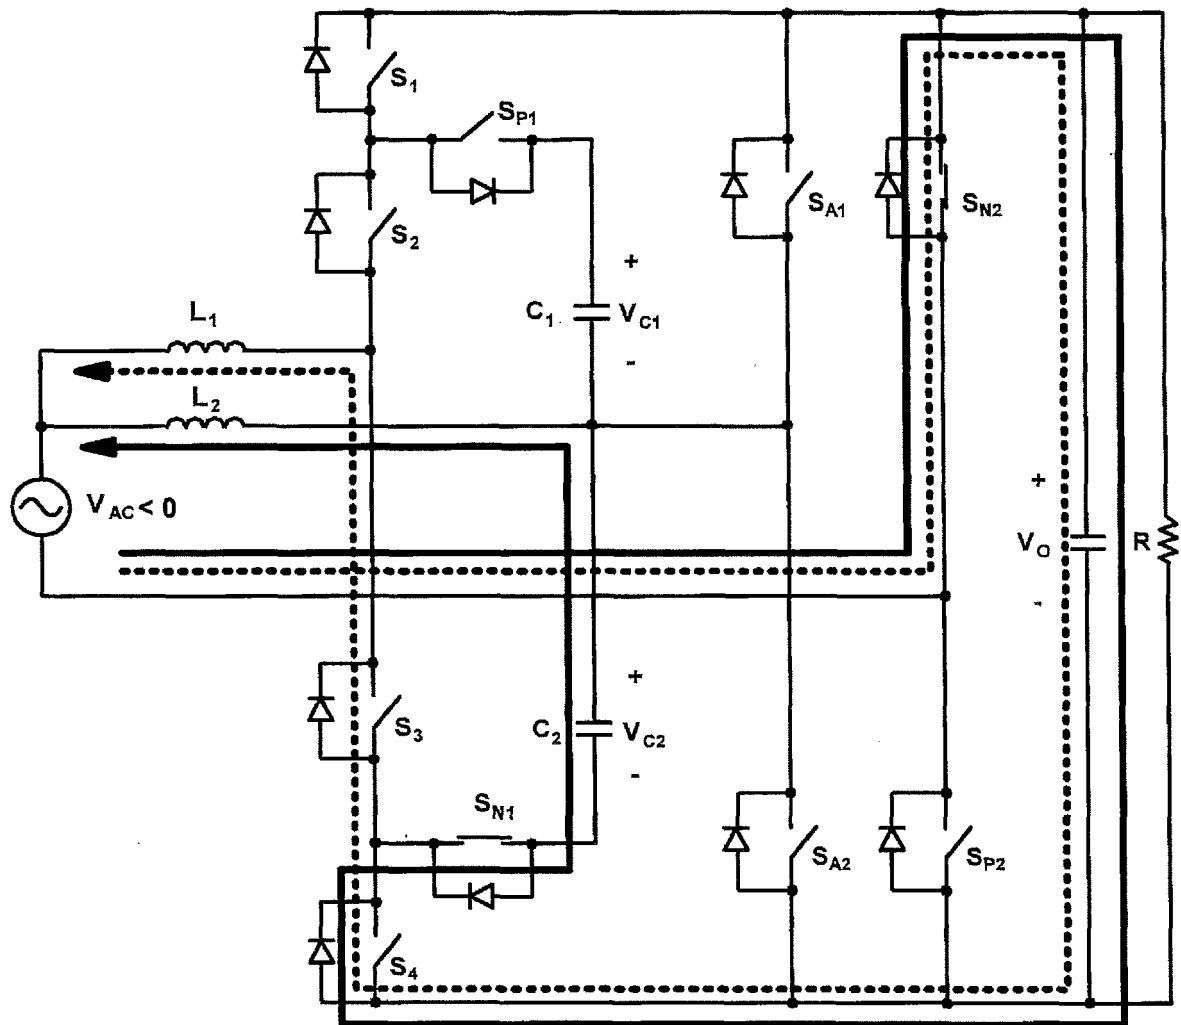 S1
SP1
S2
SA1
SN2
+
C1
VC1
-
L1
L2
VAC < 0
+
VO
-
R
+
C2
VC2
-
S3
SN1
SA2
SP2
S4